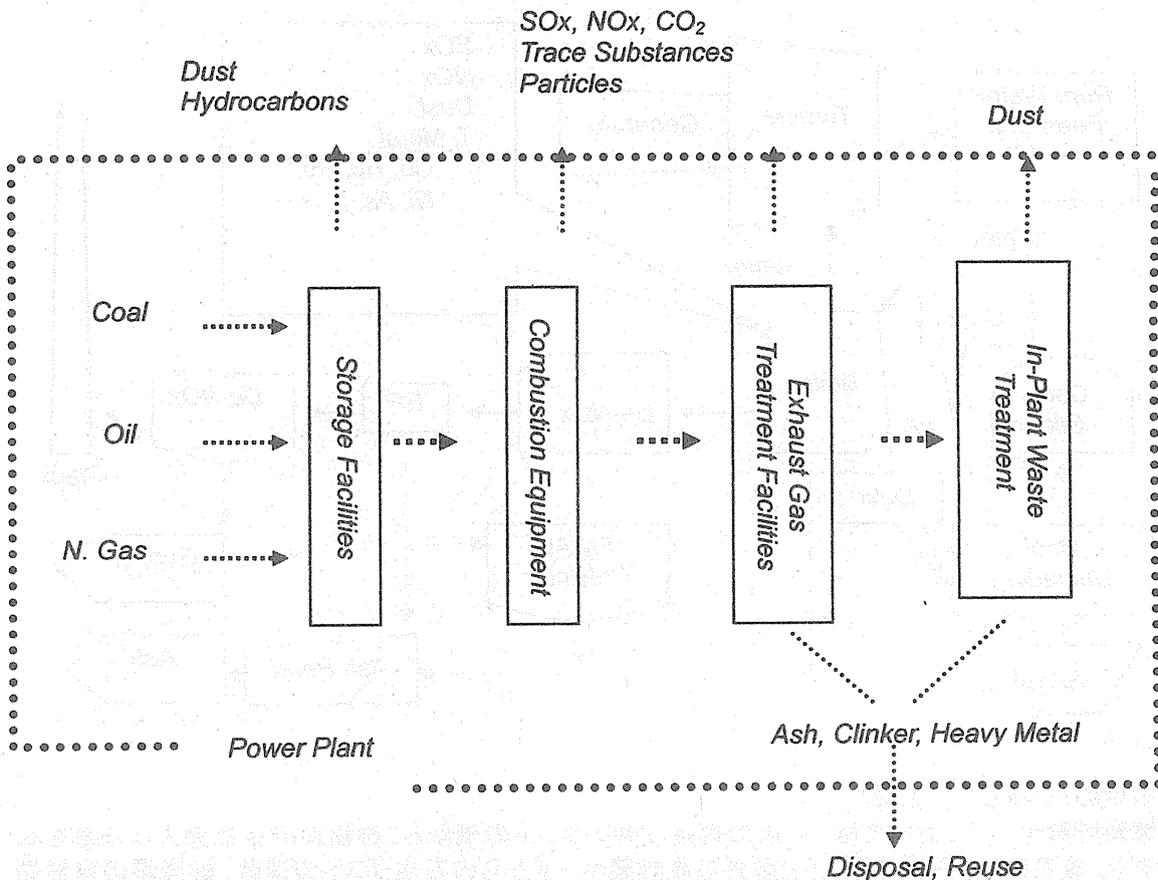 SOx, NOx, CO₂
Trace Substances
Particles
Dust
Hydrocarbons
Dust
Coal
Oil
N. Gas
Storage Facilities
Combustion Equipment
Exhaust Gas
Treatment Facilities
In-Plant Waste
Treatment
Power Plant
Ash, Clinker, Heavy Metal
Disposal, Reuse